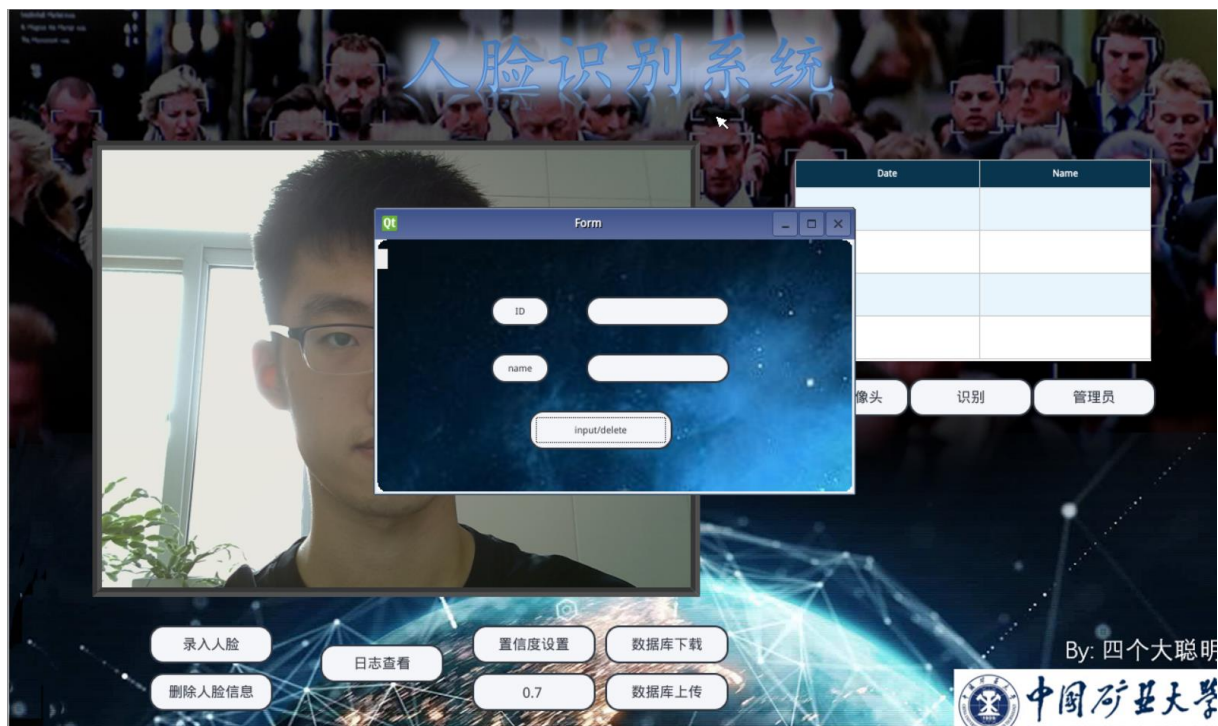 人脸识别系统
Date
Name
Qt
Form
ID
name
input/delete
像头
识别
管理员
录入人脸
日志查看
置信度设置
数据库下载
删除人脸信息
0.7
数据库上传
By: 四个大聪明
中国矿业大学